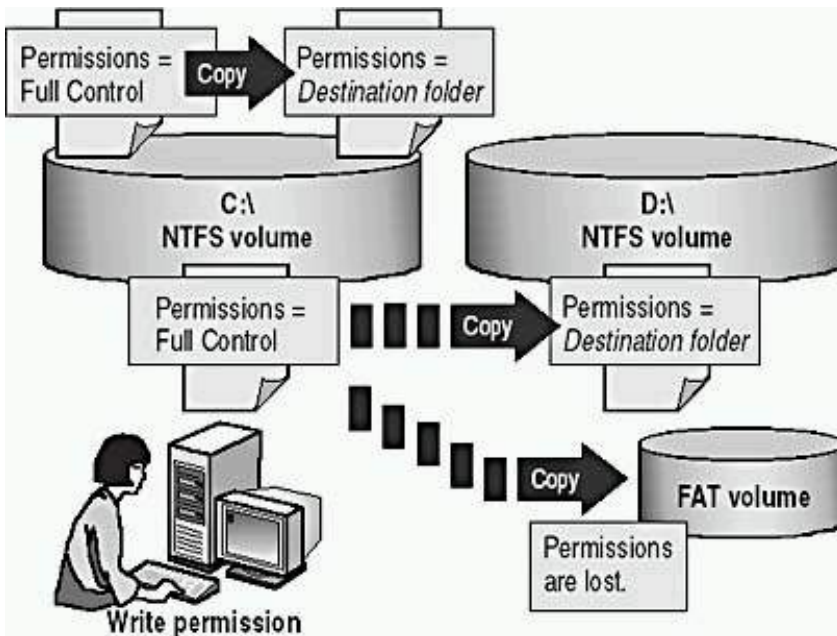 Permissions =
Full Control
Copy
Permissions =
Destination folder
C:\
NTFS volume
D:\
NTFS volume
Permissions =
Full Control
Copy
Permissions =
Destination folder
Copy
FAT volume
Permissions
are lost.
Write permission